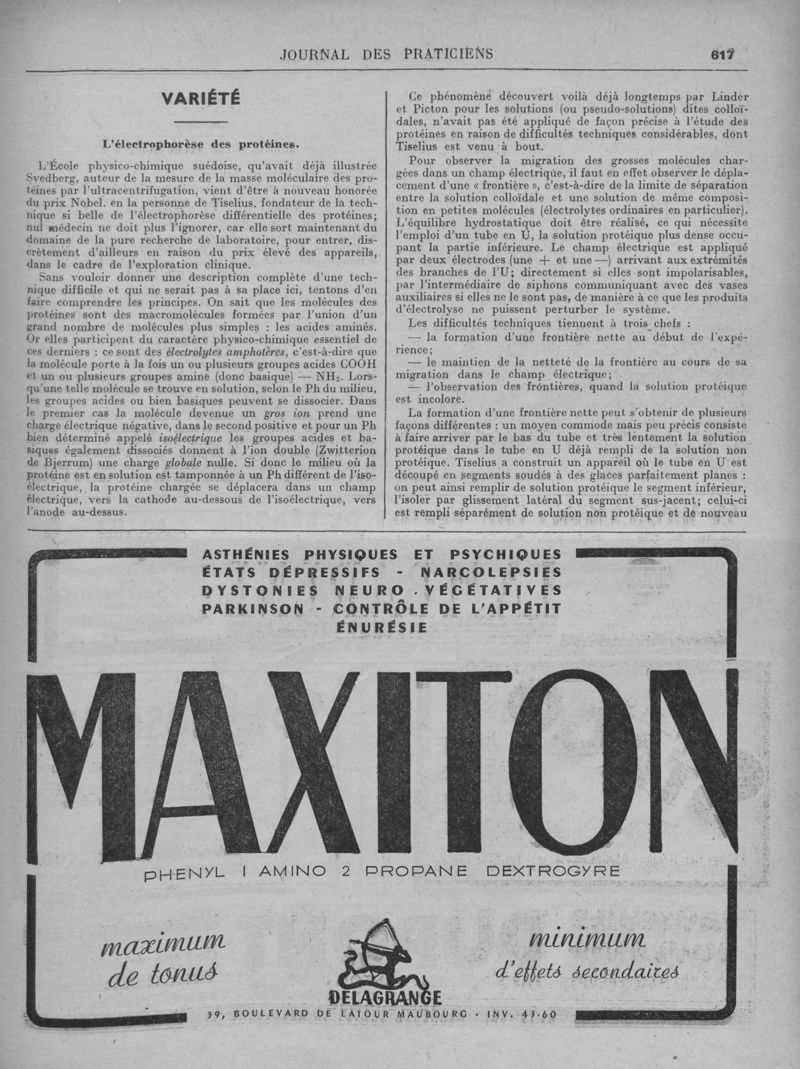 JOURNAL DES PRATICIENS 617
VARIÉTÉ
L'électrophorèse des protéines.
L'École physico-chimique suédoise, qu'avait déjà illustrée
Svedberg, auteur de la mesure de la masse moléculaire des pro-
téines par l'ultracentrifugation, vient d'être à nouveau honorée
du prix Nobel. en la personne de Tiselius, fondateur de la tech-
nique si belle de l'électrophorèse différentielle des protéines;
nul médecin ne doit plus l'ignorer, car elle sort maintenant du
domaine de la pure recherche de laboratoire, pour entrer, dis-
crètement d'ailleurs en raison du prix élevé des appareils,
dans le cadre de l'exploration clinique.
Sans vouloir donner une description complète d'une tech-
nique difficile et qui ne serait pas à sa place ici, tentons d'en
faire comprendre les principes. On sait que les molécules des
protéines sont des macromolécules formées par l'union d'un
grand nombre de molécules plus simples : les acides aminés.
Or elles participent du caractère physico-chimique essentiel de
ces derniers : ce sont des électrolytes amphotères, c'est-à-dire que
la molécule porte à la fois un ou plusieurs groupes acides COOH
et un ou plusieurs groupes amine (donc basique) — NH2. Lors-
qu'une telle molécule se trouve en solution, selon le Ph du milieu,
les groupes acides ou bien basiques peuvent se dissocier. Dans
le premier cas la molécule devenue un gros ion prend une
charge électrique négative, dans le second positive et pour un Ph
bien déterminé appelé isoélectrique les groupes acides et ba-
siques également dissociés donnent à l'ion double (Zwitterion
de Bjerrum) une charge globale nulle. Si donc le milieu où la
protéine est en solution est tamponnée à un Ph différent de l'iso-
électrique, la protéine chargée se déplacera dans un champ
électrique, vers la cathode au-dessous de l'isoélectrique, vers
l'anode au-dessus.
Ce phénomène découvert voilà déjà longtemps par Linder
et Picton pour les solutions (ou pseudo-solutions) dites colloï-
dales, n'avait pas été appliqué de façon précise à l'étude des
protéines en raison de difficultés techniques considérables, dont
Tiselius est venu à bout.
Pour observer la migration des grosses molécules char-
gées dans un champ électrique, il faut en effet observer le dépla-
cement d'une « frontière », c'est-à-dire de la limite de séparation
entre la solution colloïdale et une solution de même composi-
tion en petites molécules (électrolytes ordinaires en particulier).
L'équilibre hydrostatique doit être réalisé, ce qui nécessite
l'emploi d'un tube en U, la solution protéique plus dense occu-
pant la partie inférieure. Le champ électrique est appliqué
par deux électrodes (une + et une —) arrivant aux extrémités
des branches de l'U; directement si elles sont impolarisables,
par l'intermédiaire de siphons communiquant avec des vases
auxiliaires si elles ne le sont pas, de manière à ce que les produits
d'électrolyse ne puissent perturber le système.
Les difficultés techniques tiennent à trois chefs :
— la formation d'une frontière nette au début de l'expé-
rience;
— le maintien de la netteté de la frontière au cours de sa
migration dans le champ électrique;
— l'observation des frontières, quand la solution protéique
est incolore.
La formation d'une frontière nette peut s'obtenir de plusieurs
façons différentes : un moyen commode mais peu précis consiste
à faire arriver par le bas du tube et très lentement la solution
protéique dans le tube en U déjà rempli de la solution non
protéique. Tiselius a construit un appareil où le tube en U est
découpé en segments soudés à des glaces parfaitement planes :
on peut ainsi remplir de solution protéique le segment inférieur,
l'isoler par glissement latéral du segment sus-jacent; celui-ci
est rempli séparément de solution non protéique et de nouveau
ASTHÉNIES PHYSIQUES ET PSYCHIQUES
ÉTATS DÉPRESSIFS - NARCOLEPSIES
DYSTONIES NEURO-VÉGÉTATIVES
PARKINSON - CONTRÔLE DE L'APPÉTIT
ÉNURÉSIE
MAXITON
PHENYL 1 AMINO 2 PROPANE DEXTROGYRE
maximum
de tonus
minimum
d'effets secondaires
DELAGRANGE
39, BOULEVARD DE LATOUR MAUBOURG - INV. 43-60